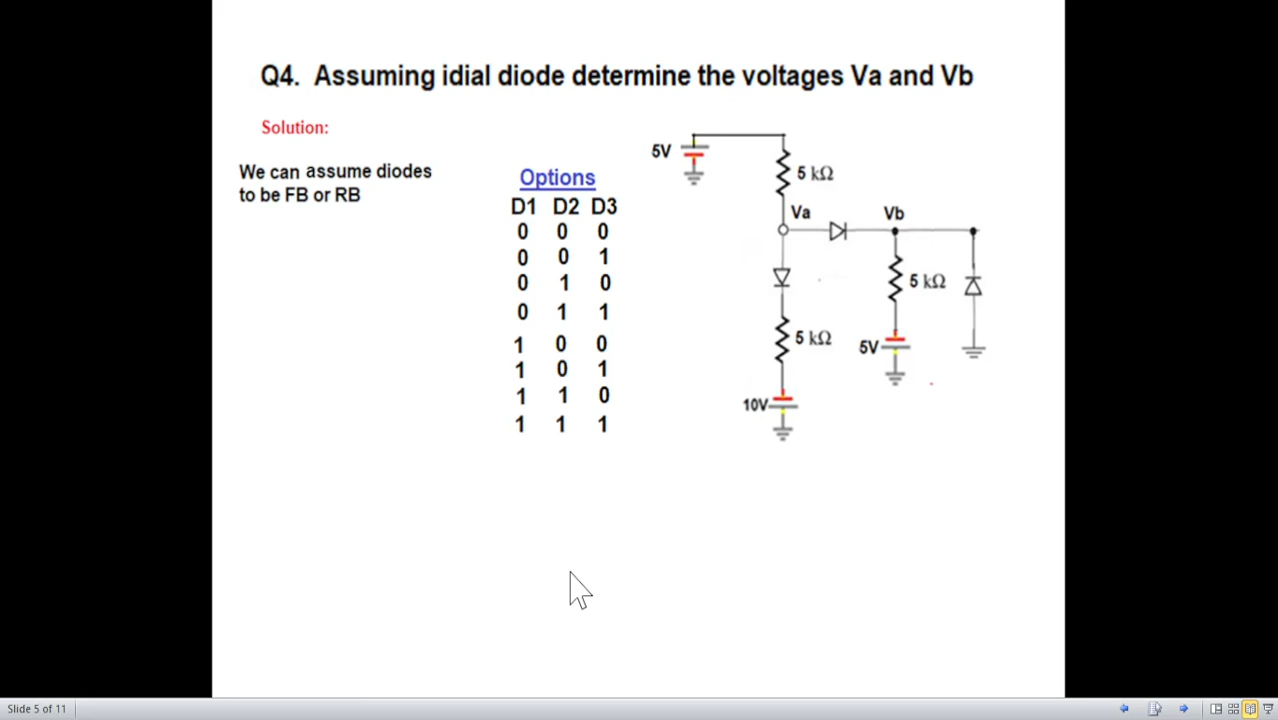 Q4. Assuming idial diode determine the voltages Va and Vb
Solution:
We can assume diodes
to be FB or RB
Options
D1 D2 D3
0 0 0
0 0 1
0 1 0
0 1 1
1 0 0
1 0 1
1 1 0
1 1 1
5V
5 kΩ
Va
Vb
5 kΩ
5 kΩ
5V
10V
Slide 5 of 11